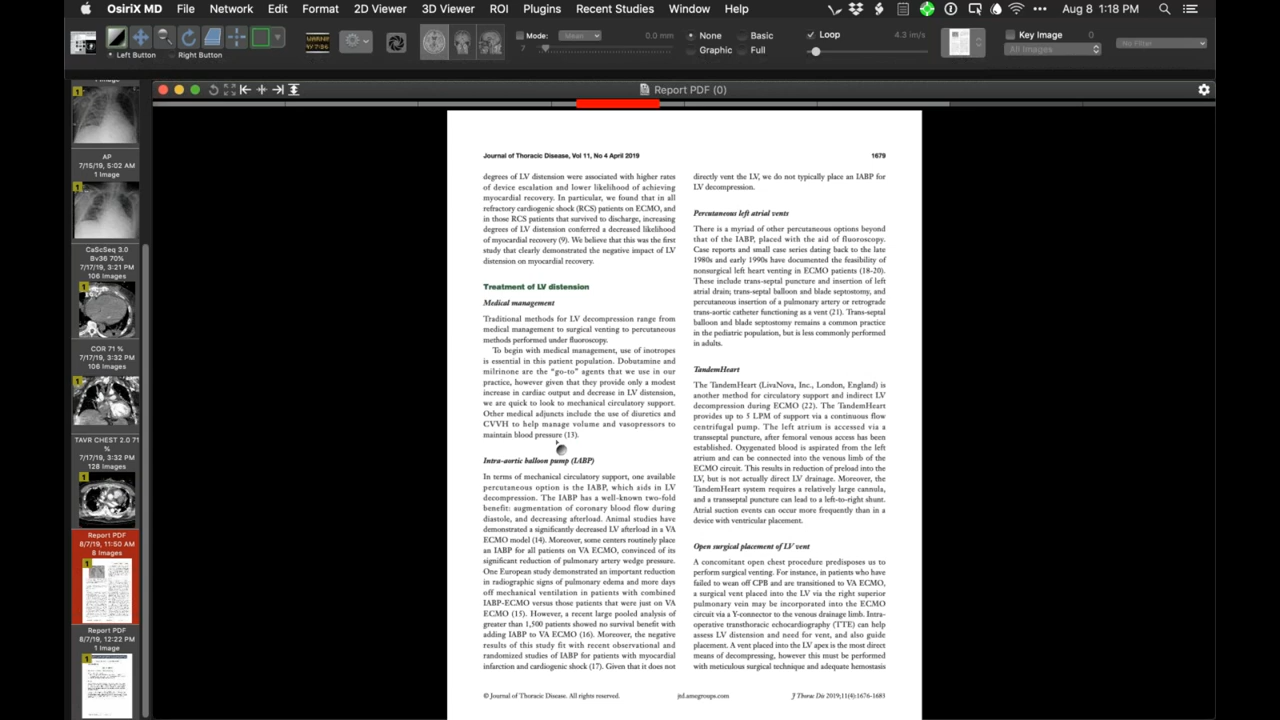 OsiriX MD File Network Edit Format 2D Viewer 3D Viewer ROI Plugins Recent Studies Window Help Aug 8 1:18 PM
Mode: Mean 0.0 mm
None Basic
Graphic Full
Loop 4.3 im/s
Key Image 0
All Images
No Filter
Left Button Right Button
7
Report PDF (0)
1 Image
1
AP
7/15/19, 5:02 AM
1 Image
1
CaScSeq 3.0
Bv36 70%
7/17/19, 3:21 PM
106 Images
1
COR 71 %
7/17/19, 3:32 PM
106 Images
1
TAVR CHEST 2.0 71
%
7/17/19, 3:32 PM
128 Images
1
Report PDF
8/7/19, 11:50 AM
8 Images
1
Report PDF
8/7/19, 12:22 PM
1 Image
1
Journal of Thoracic Disease, Vol 11, No 4 April 2019
1679
degrees of LV distension were associated with higher rates
of device escalation and lower likelihood of achieving
myocardial recovery. In particular, we found that in all
refractory cardiogenic shock (RCS) patients on ECMO, and
in those RCS patients that survived to discharge, increasing
degrees of LV distension conferred a decreased likelihood
of myocardial recovery (9). We believe that this was the first
study that clearly demonstrated the negative impact of LV
distension on myocardial recovery.
Treatment of LV distension
Medical management
Traditional methods for LV decompression range from
medical management to surgical venting to percutaneous
methods performed under fluoroscopy.
To begin with medical management, use of inotropes
is essential in this patient population. Dobutamine and
milrinone are the “go-to” agents that we use in our
practice, however given that they provide only a modest
increase in cardiac output and decrease in LV distension,
we are quick to look to mechanical circulatory support.
Other medical adjuncts include the use of diuretics and
CVVH to help manage volume and vasopressors to
maintain blood pressure (13).
Intra-aortic balloon pump (IABP)
In terms of mechanical circulatory support, one available
percutaneous option is the IABP, which aids in LV
decompression. The IABP has a well-known two-fold
benefit: augmentation of coronary blood flow during
diastole, and decreasing afterload. Animal studies have
demonstrated a significantly decreased LV afterload in a VA
ECMO model (14). Moreover, some centers routinely place
an IABP for all patients on VA ECMO, convinced of its
significant reduction of pulmonary artery wedge pressure.
One European study demonstrated an important reduction
in radiographic signs of pulmonary edema and more days
off mechanical ventilation in patients with combined
IABP-ECMO versus those patients that were just on VA
ECMO (15). However, a recent large pooled analysis of
greater than 1,500 patients showed no survival benefit with
adding IABP to VA ECMO (16). Moreover, the negative
results of this study fit with recent observational and
randomized studies of IABP for patients with myocardial
infarction and cardiogenic shock (17). Given that it does not
directly vent the LV, we do not typically place an IABP for
LV decompression.
Percutaneous left atrial vents
There is a myriad of other percutaneous options beyond
that of the IABP, placed with the aid of fluoroscopy.
Case reports and small case series dating back to the late
1980s and early 1990s have documented the feasibility of
nonsurgical left heart venting in ECMO patients (18-20).
These include trans-septal puncture and insertion of left
atrial drain; trans-septal balloon and blade septostomy, and
percutaneous insertion of a pulmonary artery or retrograde
trans-aortic catheter functioning as a vent (21). Trans-septal
balloon and blade septostomy remains a common practice
in the pediatric population, but is less commonly performed
in adults.
TandemHeart
The TandemHeart (LivaNova, Inc., London, England) is
another method for circulatory support and indirect LV
decompression during ECMO (22). The TandemHeart
provides up to 5 LPM of support via a continuous flow
centrifugal pump. The left atrium is accessed via a
transseptal puncture, after femoral venous access has been
established. Oxygenated blood is aspirated from the left
atrium and can be connected into the venous limb of the
ECMO circuit. This results in reduction of preload into the
LV, but is not actually direct LV drainage. Moreover, the
TandemHeart system requires a relatively large cannula,
and a transseptal puncture can lead to a left-to-right shunt.
Atrial suction events can occur more frequently than in a
device with ventricular placement.
Open surgical placement of LV vent
A concomitant open chest procedure predisposes us to
perform surgical venting. For instance, in patients who have
failed to wean off CPB and are transitioned to VA ECMO,
a surgical vent placed into the LV via the right superior
pulmonary vein may be incorporated into the ECMO
circuit via a Y-connector to the venous drainage limb. Intra-
operative transthoracic echocardiography (TTE) can help
assess LV distension and need for vent, and also guide
placement. A vent placed into the LV apex is the most direct
means of decompressing, however this must be performed
with meticulous surgical technique and adequate hemostasis
© Journal of Thoracic Disease. All rights reserved.
jtd.amegroups.com
J Thorac Dis 2019;11(4):1676-1683